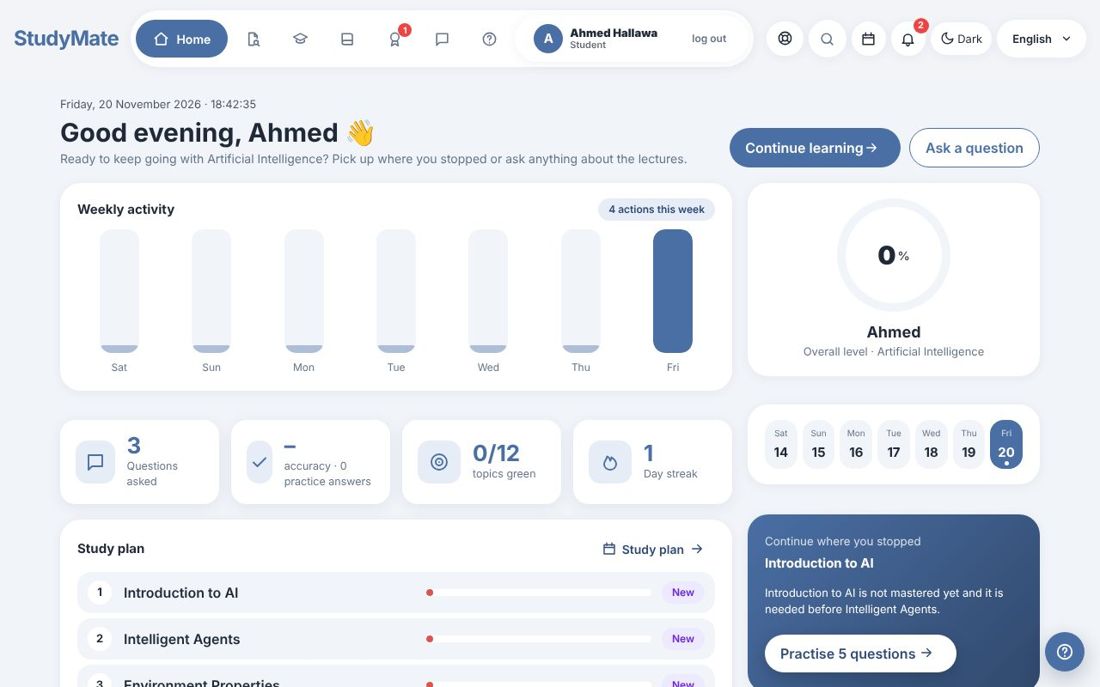 StudyMate
Home
1
A
Ahmed Hallawa
Student
log out
2
Dark
English
Friday, 20 November 2026 · 18:42:35
Good evening, Ahmed 👋
Ready to keep going with Artificial Intelligence? Pick up where you stopped or ask anything about the lectures.
Continue learning →
Ask a question
Weekly activity
4 actions this week
Sat Sun Mon Tue Wed Thu Fri
0 %
Ahmed
Overall level · Artificial Intelligence
Sat Sun Mon Tue Wed Thu Fri
14 15 16 17 18 19 20
3
Questions
asked
–
accuracy · 0
practice answers
0/12
topics green
1
Day streak
Study plan
Study plan →
1 Introduction to AI New
2 Intelligent Agents New
3 Environment Properties New
Continue where you stopped
Introduction to AI
Introduction to AI is not mastered yet and it is
needed before Intelligent Agents.
Practise 5 questions →